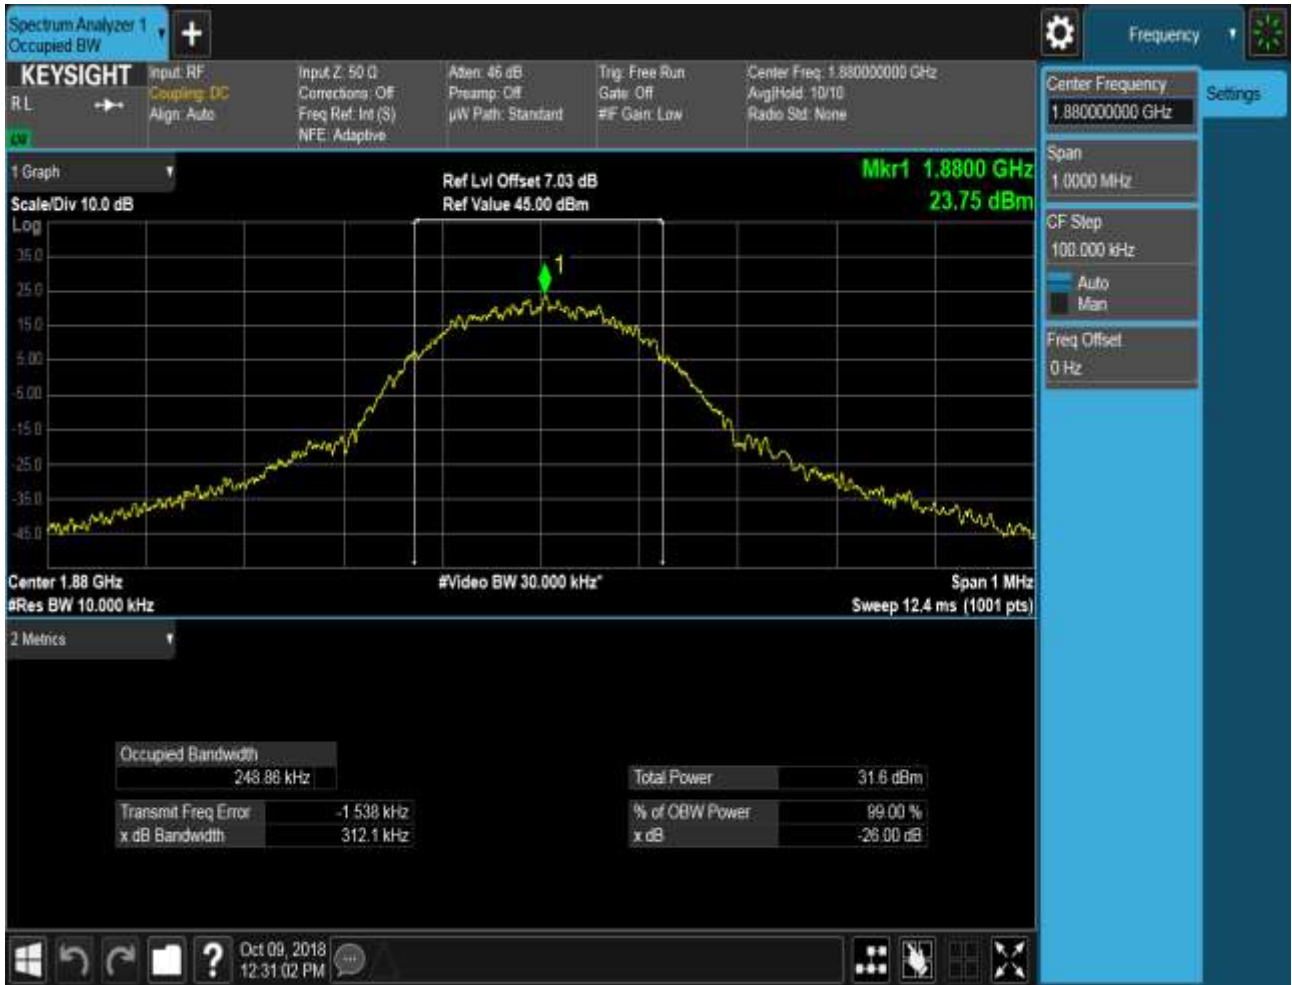 Spectrum Analyzer 1
Occupied BW
Frequency
KEYSIGHT
RL
Input: RF
Coupling: DC
Align: Auto
Input Z: 50 Ω
Corrections: Off
Freq Ref: Int (S)
NFE: Adaptive
Atten: 46 dB
Preamp: Off
µW Path: Standard
Trig: Free Run
Gate: Off
#IF Gain: Low
Center Freq: 1.880000000 GHz
Avg|Hold: 10/10
Radio Std: None
Center Frequency
1.880000000 GHz
Settings
Span
1.0000 MHz
CF Step
100.000 kHz
Auto
Man
Freq Offset
0 Hz
1 Graph
Scale/Div 10.0 dB
Ref Lvl Offset 7.03 dB
Ref Value 45.00 dBm
Mkr1 1.8800 GHz
23.75 dBm
Log
35.0
25.0
15.0
5.00
-5.00
-15.0
-25.0
-35.0
-45.0
1
Center 1.88 GHz
#Res BW 10.000 kHz
#Video BW 30.000 kHz*
Span 1 MHz
Sweep 12.4 ms (1001 pts)
2 Metrics
Occupied Bandwidth
248.86 kHz
Transmit Freq Error -1.538 kHz
x dB Bandwidth 312.1 kHz
Total Power 31.6 dBm
% of OBW Power 99.00 %
x dB -26.00 dB
?
Oct 09, 2018
12:31:02 PM